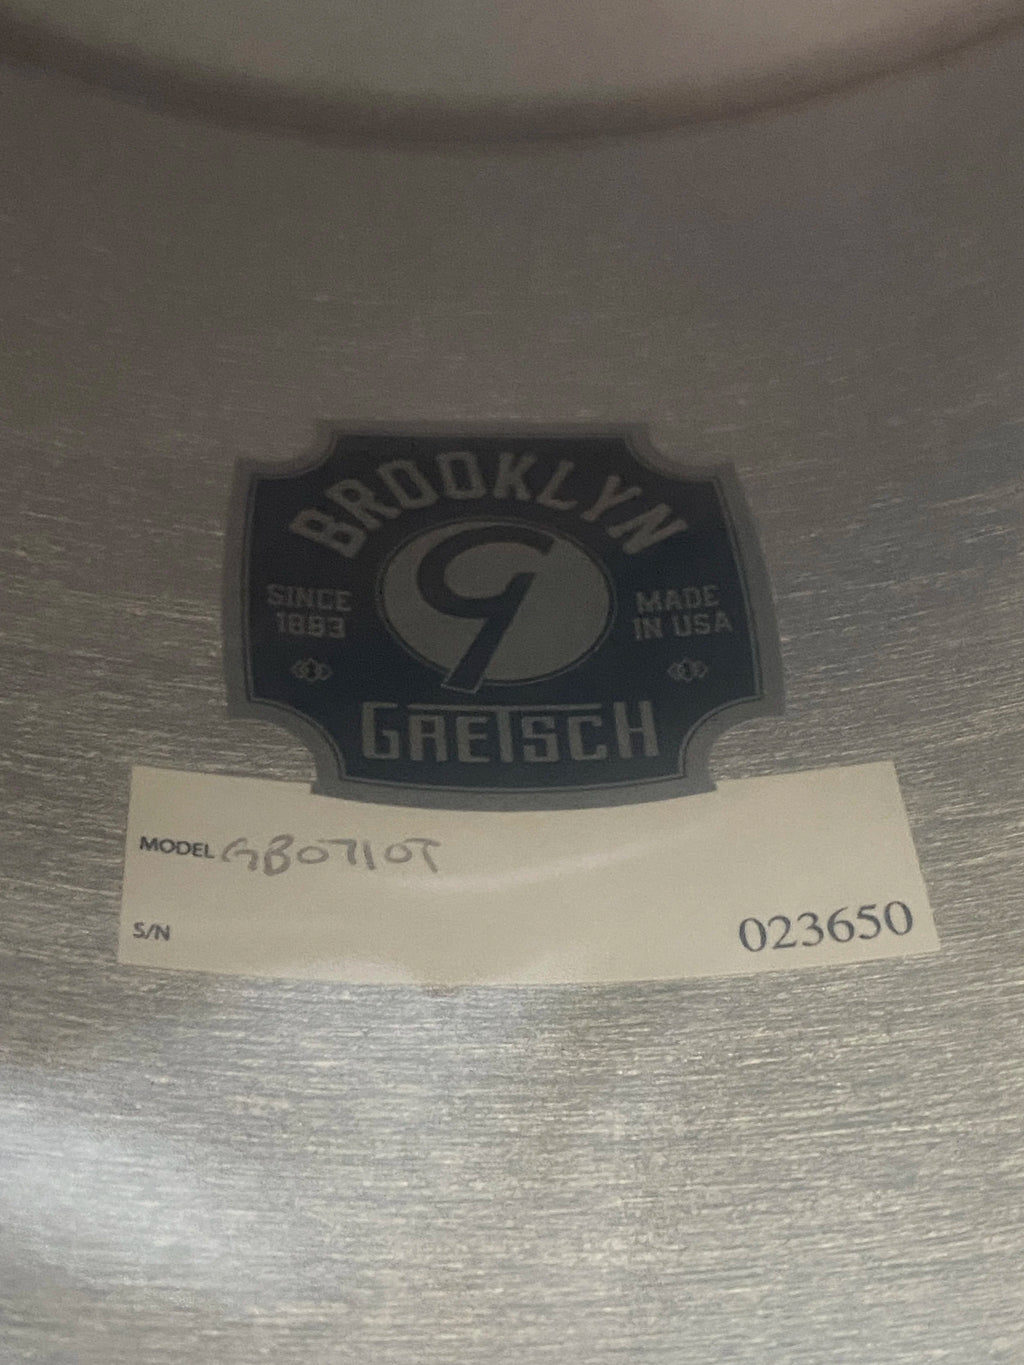 BROOKLYN
G
SINCE
1883
MADE
IN USA
GRETSCH
MODEL GB0710T
S/N 023650